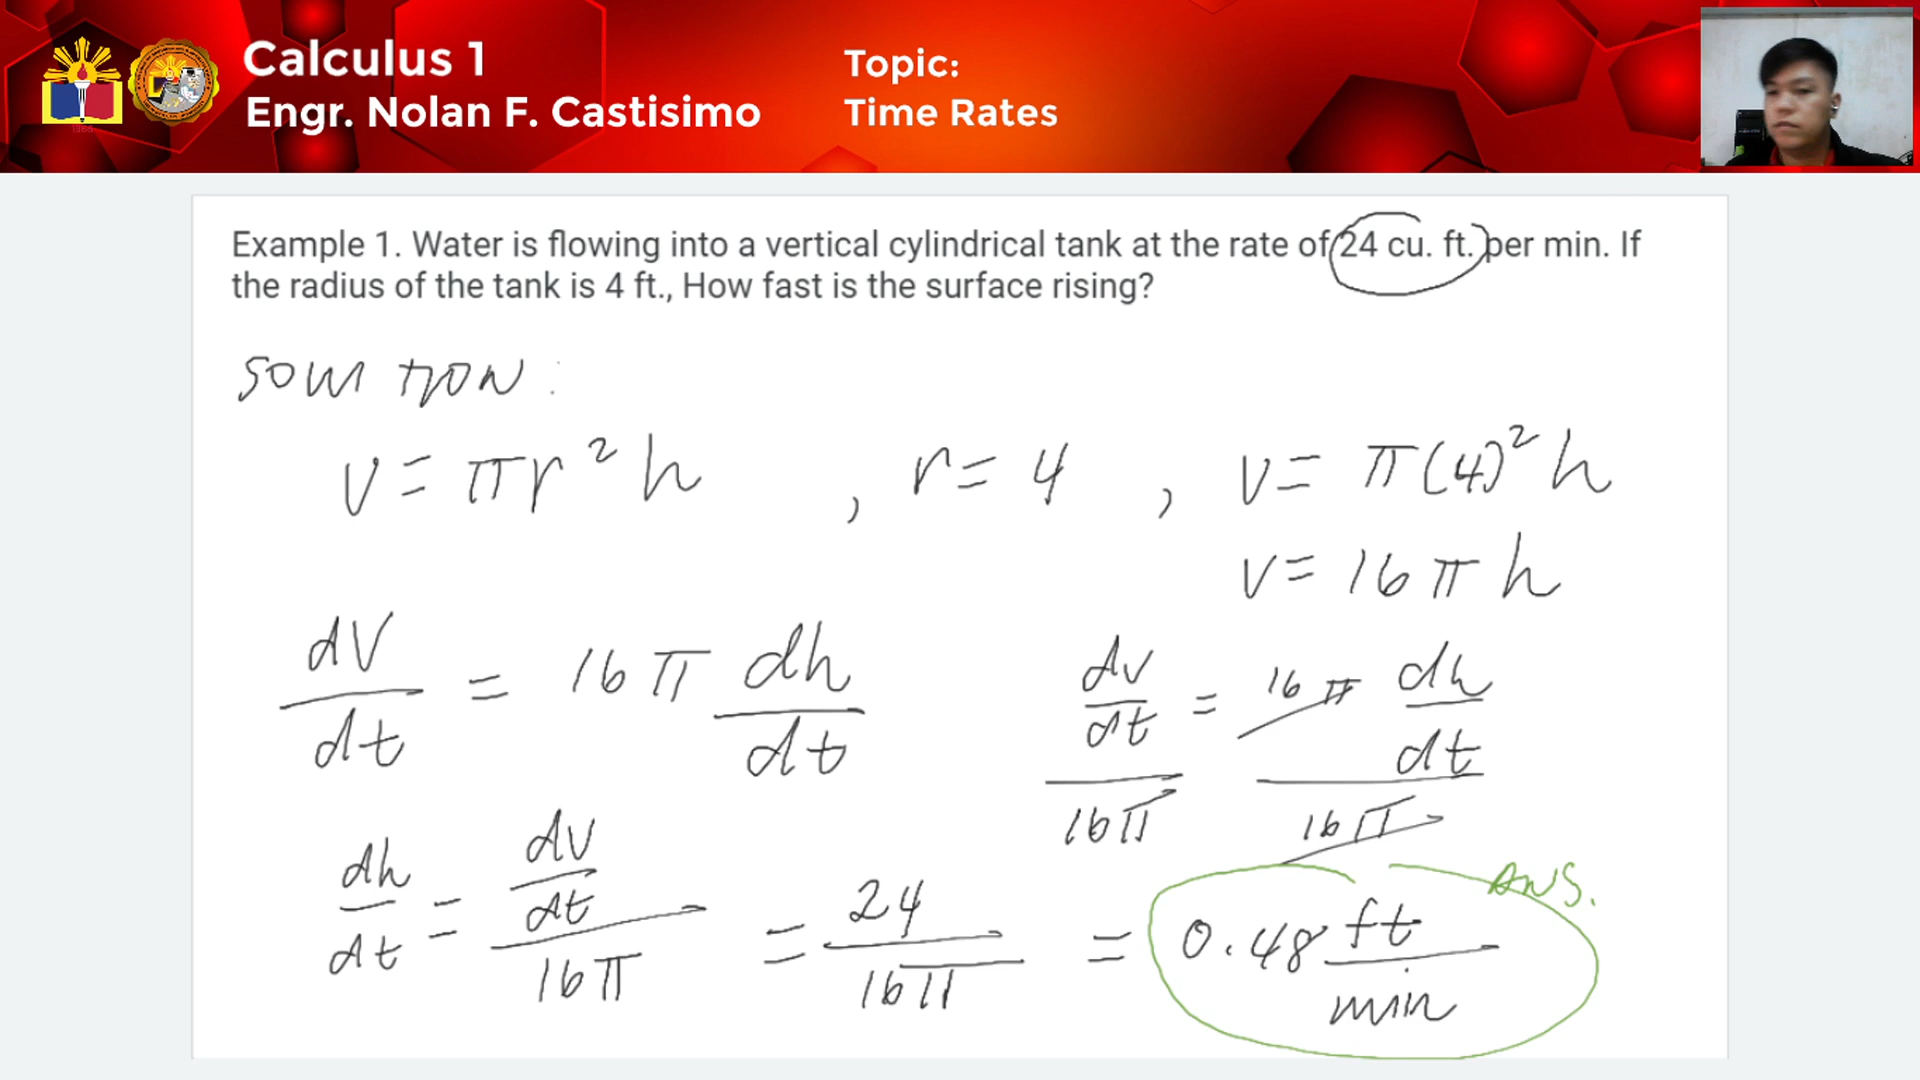 Calculus 1
Engr. Nolan F. Castisimo
Topic:
Time Rates
Example 1. Water is flowing into a vertical cylindrical tank at the rate of 24 cu. ft. per min. If
the radius of the tank is 4 ft., How fast is the surface rising?
SOLUTION:
V = πr²h , r = 4 , V = π(4)²h
V = 16πh
dV/dt = 16π dh/dt
dV/dt / 16π = 16π dh/dt / 16π
dh/dt = dV/dt / 16π = 24 / 16π = 0.48 ft/min ANS.